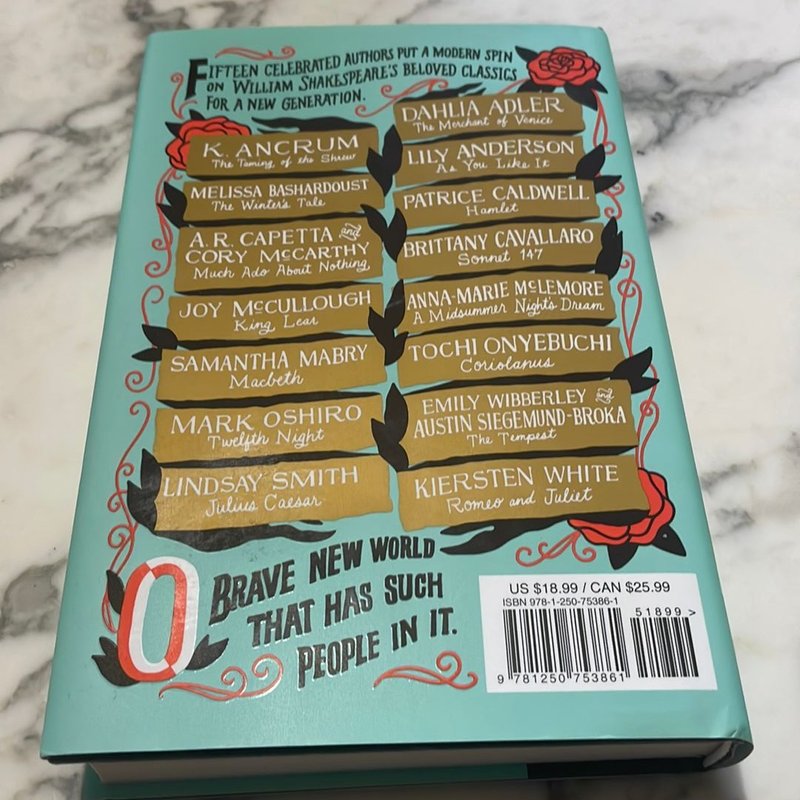 FIFTEEN CELEBRATED AUTHORS PUT A MODERN SPIN
ON WILLIAM SHAKESPEARE'S BELOVED CLASSICS
FOR A NEW GENERATION.
K. ANCRUM
The Taming of the Shrew
MELISSA BASHARDOUST
The Winter's Tale
A.R. CAPETTA and
CORY McCARTHY
Much Ado About Nothing
JOY McCULLOUGH
King Lear
SAMANTHA MABRY
Macbeth
MARK OSHIRO
Twelfth Night
LINDSAY SMITH
Julius Caesar
DAHLIA ADLER
The Merchant of Venice
LILY ANDERSON
As You Like It
PATRICE CALDWELL
Hamlet
BRITTANY CAVALLARO
Sonnet 147
ANNA-MARIE McLEMORE
A Midsummer Night's Dream
TOCHI ONYEBUCHI
Coriolanus
EMILY WIBBERLEY and
AUSTIN SIEGEMUND-BROKA
The Tempest
KIERSTEN WHITE
Romeo and Juliet
O BRAVE NEW WORLD
THAT HAS SUCH
PEOPLE IN IT.
US $18.99 / CAN $25.99
ISBN 978-1-250-75386-1
51899>
9 781250 753861